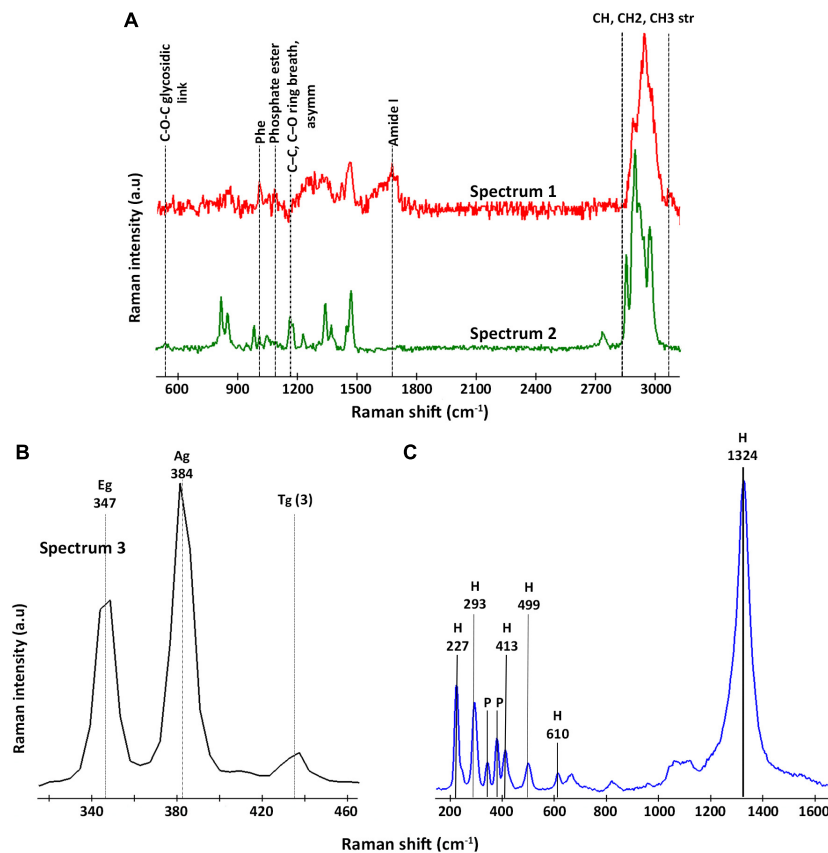 A
CH, CH2, CH3 str
C-O-C glycosidic
link
Phe
Phosphate ester
C–C, C–O ring breath,
asymm
Amide I
Spectrum 1
Spectrum 2
Raman intensity (a.u)
600 900 1200 1500 1800 2100 2400 2700 3000
Raman shift (cm-1)
B
Eg
347
Ag
384
Tg (3)
Spectrum 3
Raman intensity (a.u)
340 380 420 460
C
H
1324
H
293
H
499
H
227
H
413
P P
H
610
200 400 600 800 1000 1200 1400 1600
Raman shift (cm-1)